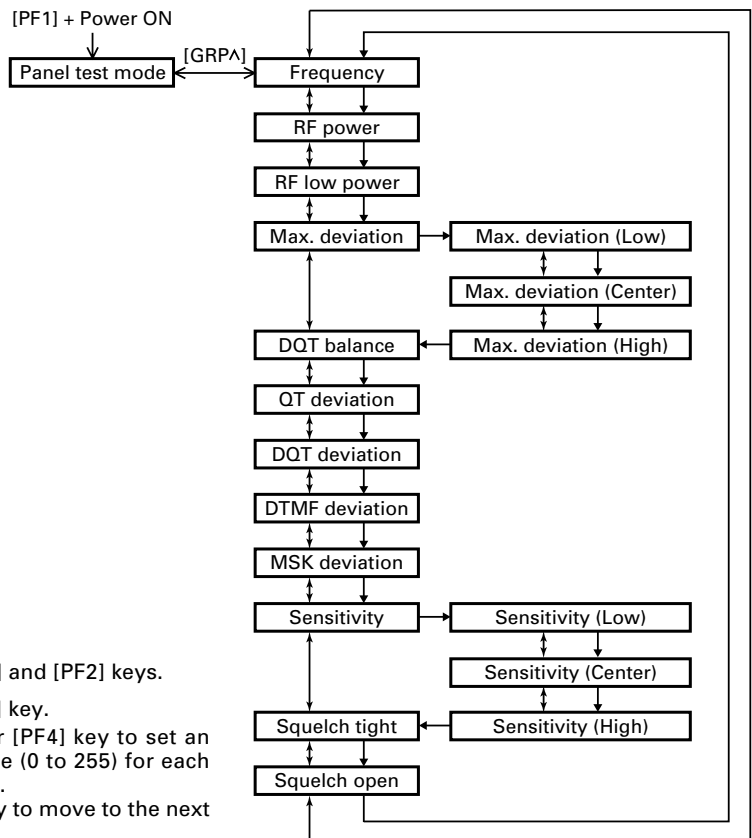 [PF1] + Power ON
[GRP∧]
Panel test mode
Frequency
RF power
RF low power
Max. deviation
Max. deviation (Low)
Max. deviation (Center)
DQT balance
Max. deviation (High)
QT deviation
DQT deviation
DTMF deviation
MSK deviation
Sensitivity
Sensitivity (Low)
Sensitivity (Center)
Squelch tight
Sensitivity (High)
Squelch open
] and [PF2] keys.
] key.
r [PF4] key to set an
e (0 to 255) for each
.
y to move to the next